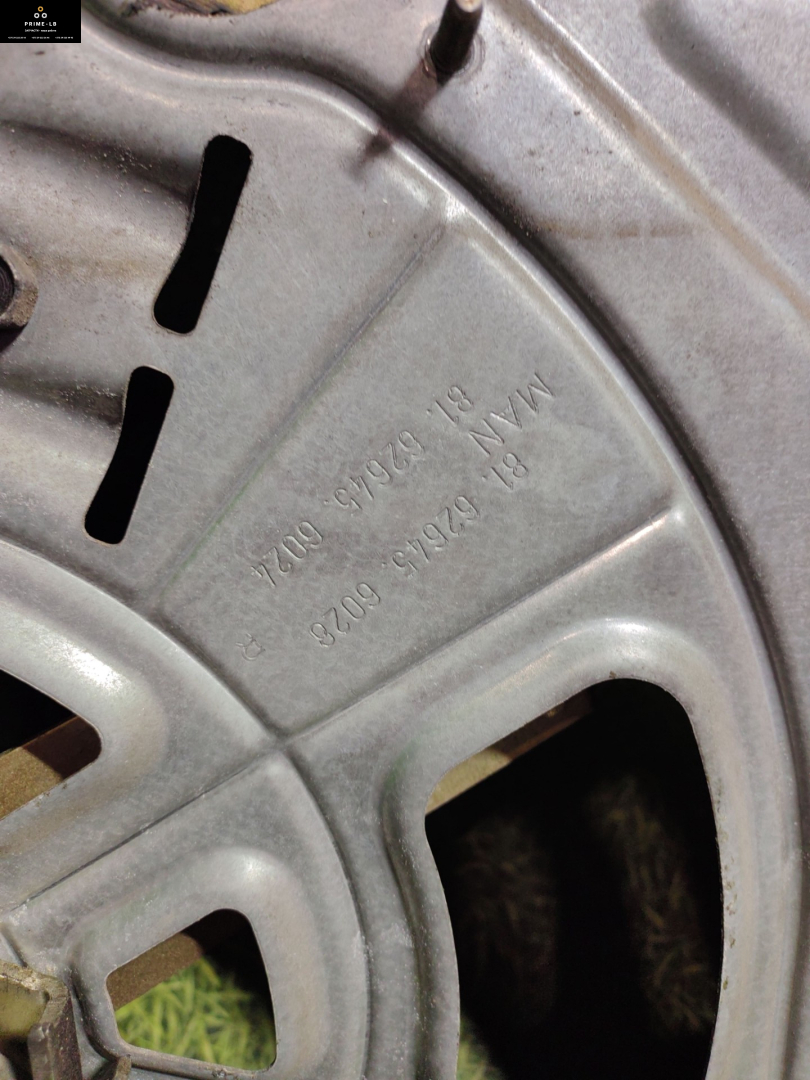 PRIME-LB
MAN
81. 62645. 6024
81. 62645. 6028
R